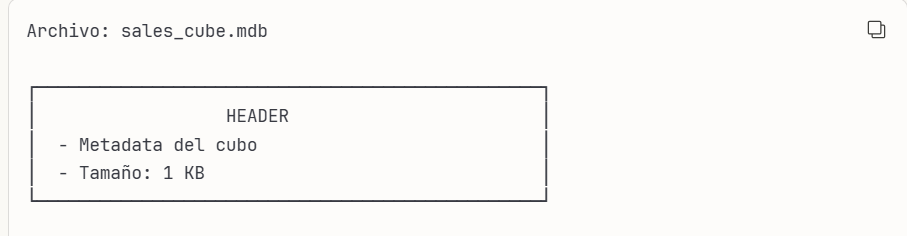 Archivo: sales_cube.mdb
HEADER
- Metadata del cubo
- Tamaño: 1 KB